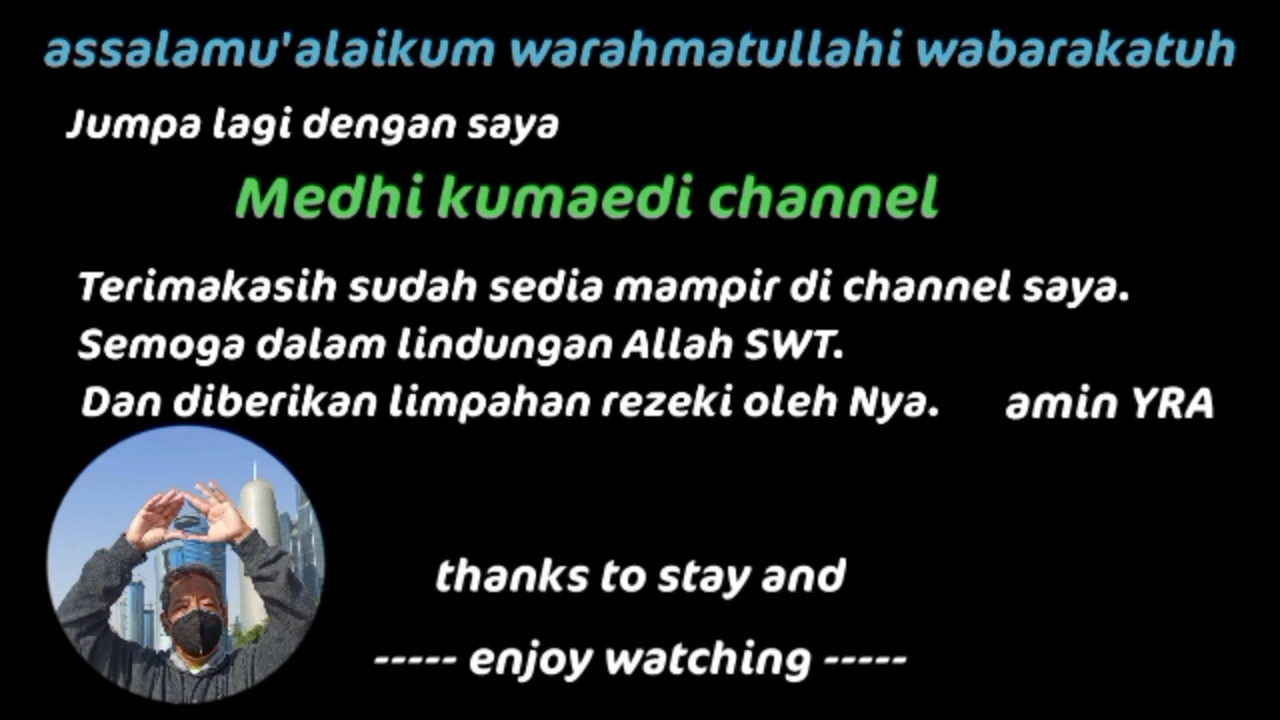 assalamu'alaikum warahmatullahi wabarakatuh
Jumpa lagi dengan saya
Medhi kumaedi channel
Terimakasih sudah sedia mampir di channel saya.
Semoga dalam lindungan Allah SWT.
Dan diberikan limpahan rezeki oleh Nya. amin YRA
thanks to stay and
----- enjoy watching -----